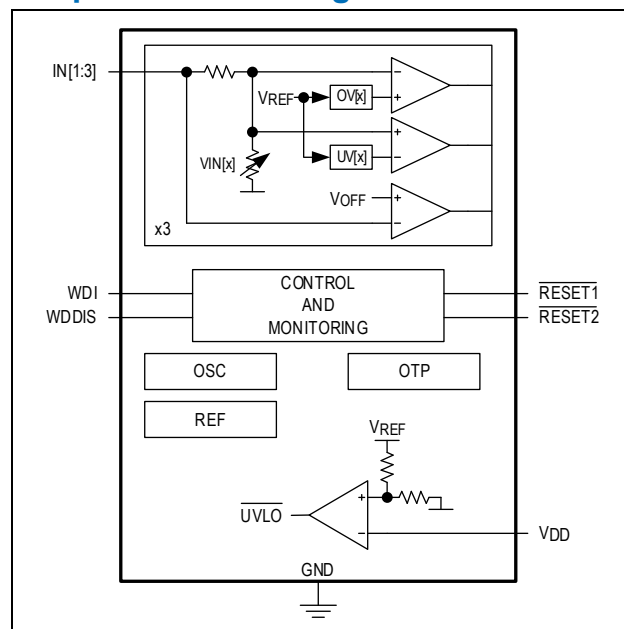 IN[1:3]
VREF
OV[x]
UV[x]
VIN[x]
VOFF
x3
−
+
+
−
+
−
WDI
WDDIS
CONTROL
AND
MONITORING
RESET1
RESET2
OSC
OTP
REF
VREF
+
−
UVLO
VDD
GND